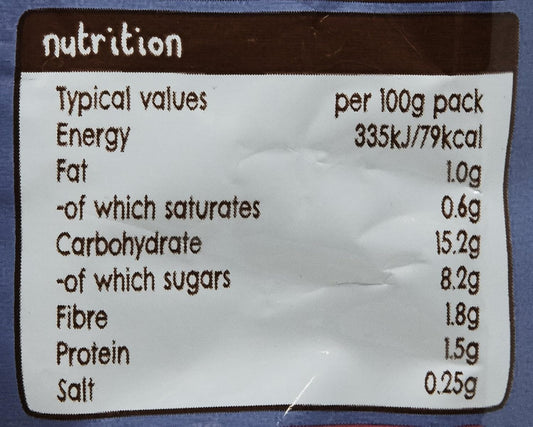 nutrition
Typical values per 100g pack
Energy 335kJ/79kcal
Fat 1.0g
-of which saturates 0.6g
Carbohydrate 15.2g
-of which sugars 8.2g
Fibre 1.8g
Protein 1.5g
Salt 0.25g